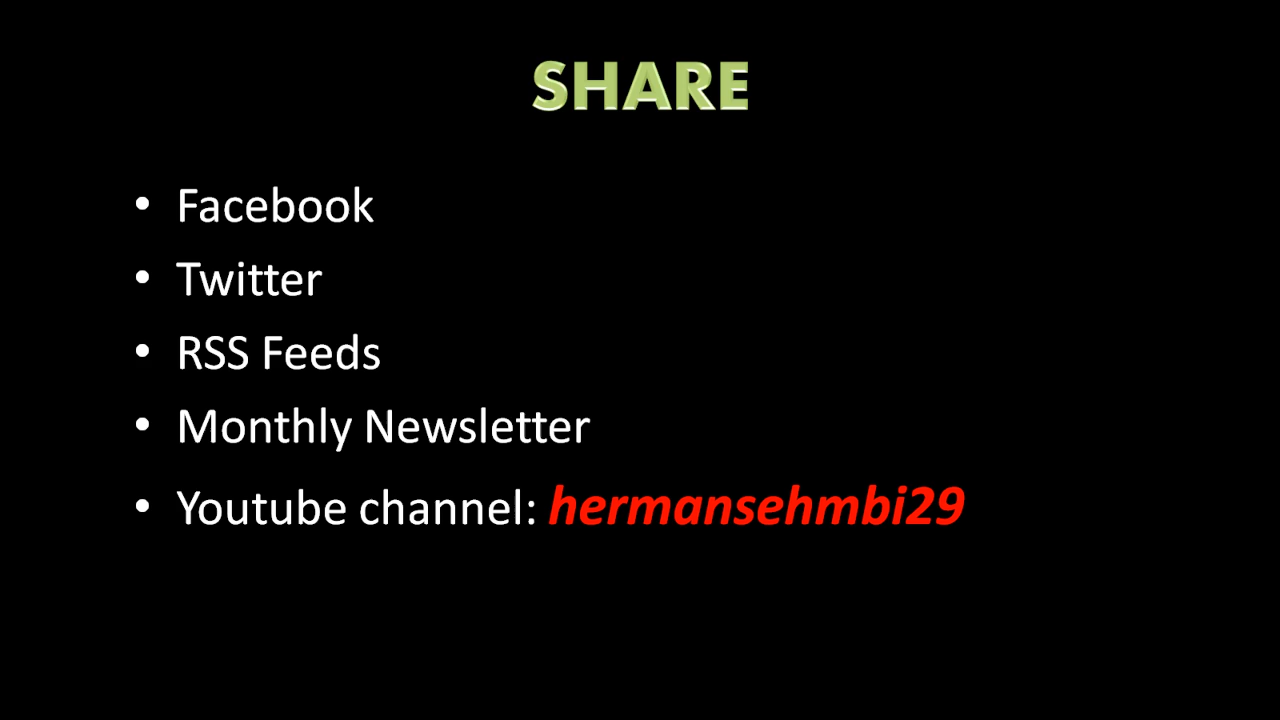 SHARE
• Facebook
• Twitter
• RSS Feeds
• Monthly Newsletter
• Youtube channel: hermansehmbi29